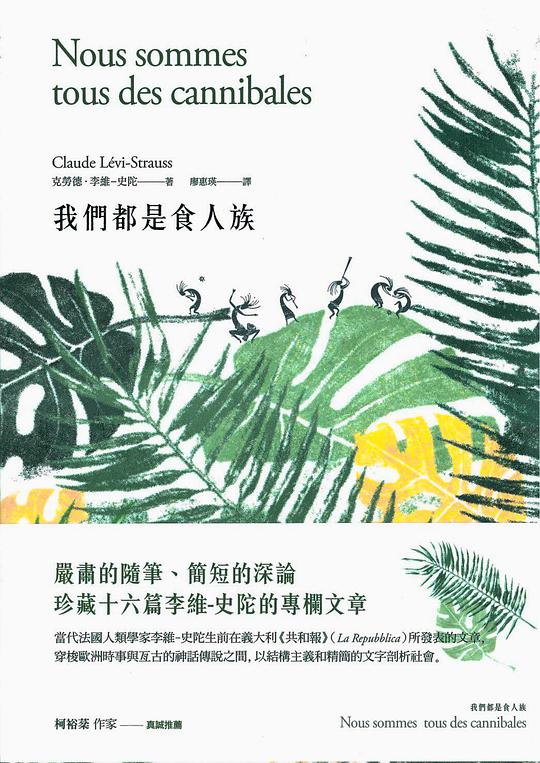 Nous sommes
tous des cannibales
Claude Lévi-Strauss
克勞德·李維-史陀——著 廖惠瑛——譯
我們都是食人族
嚴肅的隨筆、簡短的深論
珍藏十六篇李維-史陀的專欄文章
當代法國人類學家李維-史陀生前在義大利《共和報》(La Repubblica)所發表的文章,
穿梭歐洲時事與亙古的神話傳說之間,以結構主義和精簡的文字剖析社會。
柯裕棻 作家——真誠推薦
我們都是食人族
Nous sommes tous des cannibales